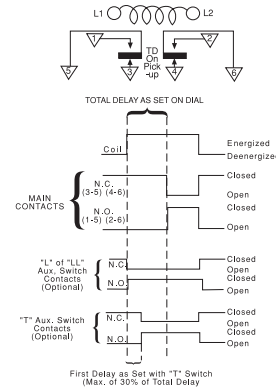 L1 L2
1 2
TD
On
Pick
-up
5 3 4 6
TOTAL DELAY AS SET ON DIAL
Coil
Energized
Deenergize
MAIN
CONTACTS
N.C.
(3-5) (4-6)
Closed
Open
N.O.
(1-5) (2-6)
Closed
Open
"L" of "LL"
Aux. Switch
Contacts
(Optional)
N.C.
Closed
Open
N.O.
Closed
Open
"T" Aux. Switch
Contacts
(Optional)
N.C.
Closed
Open
N.O.
Closed
Open
First Delay as Set with "T" Switch
(Max. of 30% of Total Delay